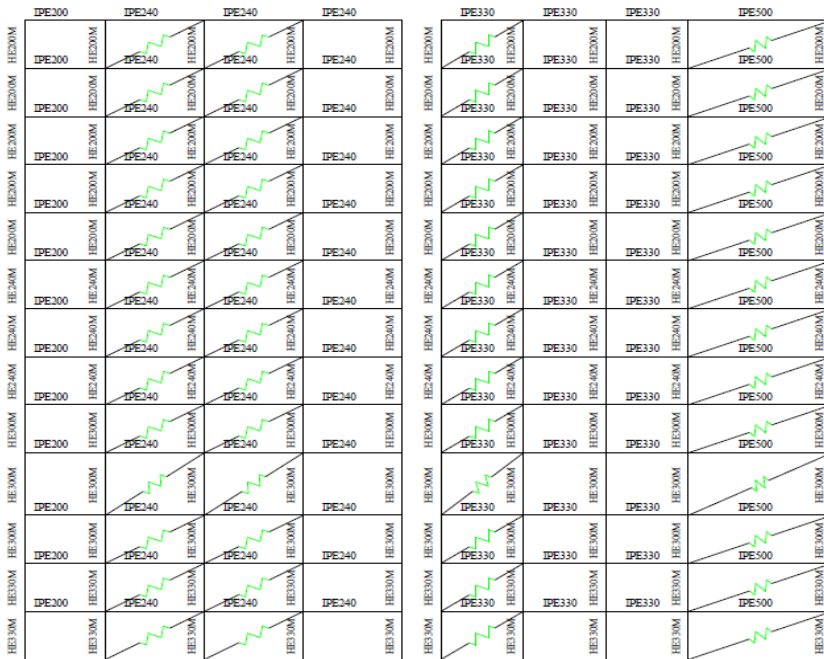 IPE200 IPE240 IPE240 IPE240 IPE330 IPE330 IPE330 IPE500
HE200M HE200M HE200M HE200M HE200M HE200M HE200M HE200M HE200M HE200M
IPE200 IPE240 IPE240 IPE240 IPE330 IPE330 IPE330 IPE500
HE200M HE200M HE200M HE200M HE200M HE200M HE200M HE200M HE200M HE200M
IPE200 IPE240 IPE240 IPE240 IPE330 IPE330 IPE330 IPE500
HE200M HE200M HE200M HE200M HE200M HE200M HE200M HE200M HE200M HE200M
IPE200 IPE240 IPE240 IPE240 IPE330 IPE330 IPE330 IPE500
HE200M HE200M HE200M HE200M HE200M HE200M HE200M HE200M HE200M HE200M
IPE200 IPE240 IPE240 IPE240 IPE330 IPE330 IPE330 IPE500
HE200M HE200M HE200M HE200M HE200M HE200M HE200M HE200M HE200M HE200M
IPE200 IPE240 IPE240 IPE240 IPE330 IPE330 IPE330 IPE500
HE240M HE240M HE240M HE240M HE240M HE240M HE240M HE240M HE240M HE240M
IPE200 IPE240 IPE240 IPE240 IPE330 IPE330 IPE330 IPE500
HE240M HE240M HE240M HE240M HE240M HE240M HE240M HE240M HE240M HE240M
IPE200 IPE240 IPE240 IPE240 IPE330 IPE330 IPE330 IPE500
HE240M HE240M HE240M HE240M HE240M HE240M HE240M HE240M HE240M HE240M
IPE200 IPE240 IPE240 IPE240 IPE330 IPE330 IPE330 IPE500
HE300M HE300M HE300M HE300M HE300M HE300M HE300M HE300M HE300M HE300M
IPE200 IPE240 IPE240 IPE240 IPE330 IPE330 IPE330 IPE500
HE300M HE300M HE300M HE300M HE300M HE300M HE300M HE300M HE300M HE300M
IPE200 IPE240 IPE240 IPE240 IPE330 IPE330 IPE330 IPE500
HE300M HE300M HE300M HE300M HE300M HE300M HE300M HE300M HE300M HE300M
IPE200 IPE240 IPE240 IPE240 IPE330 IPE330 IPE330 IPE500
HE330M HE330M HE330M HE330M HE330M HE330M HE330M HE330M HE330M HE330M
IPE200 IPE240 IPE240 IPE240 IPE330 IPE330 IPE330 IPE500
HE330M HE330M HE330M HE330M HE330M HE330M HE330M HE330M HE330M HE330M